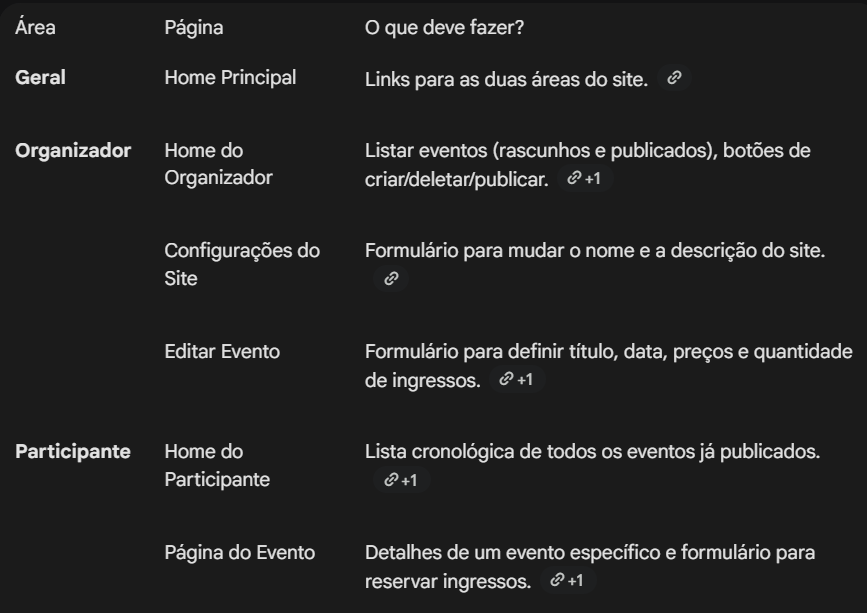 Área Página O que deve fazer?
Geral Home Principal Links para as duas áreas do site.
Organizador Home do Organizador Listar eventos (rascunhos e publicados), botões de
criar/deletar/publicar. +1
Configurações do Site Formulário para mudar o nome e a descrição do site.
Editar Evento Formulário para definir título, data, preços e quantidade
de ingressos. +1
Participante Home do Participante Lista cronológica de todos os eventos já publicados.
+1
Página do Evento Detalhes de um evento específico e formulário para
reservar ingressos. +1